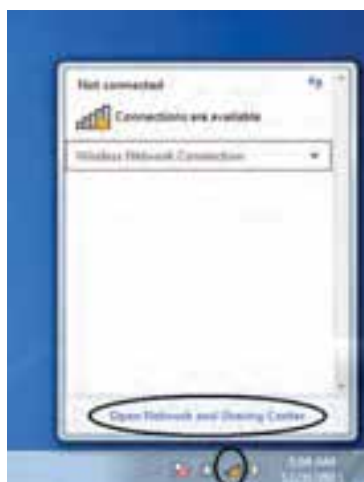 Not connected
Connections are available
Wireless Network Connection
Open Network and Sharing Center